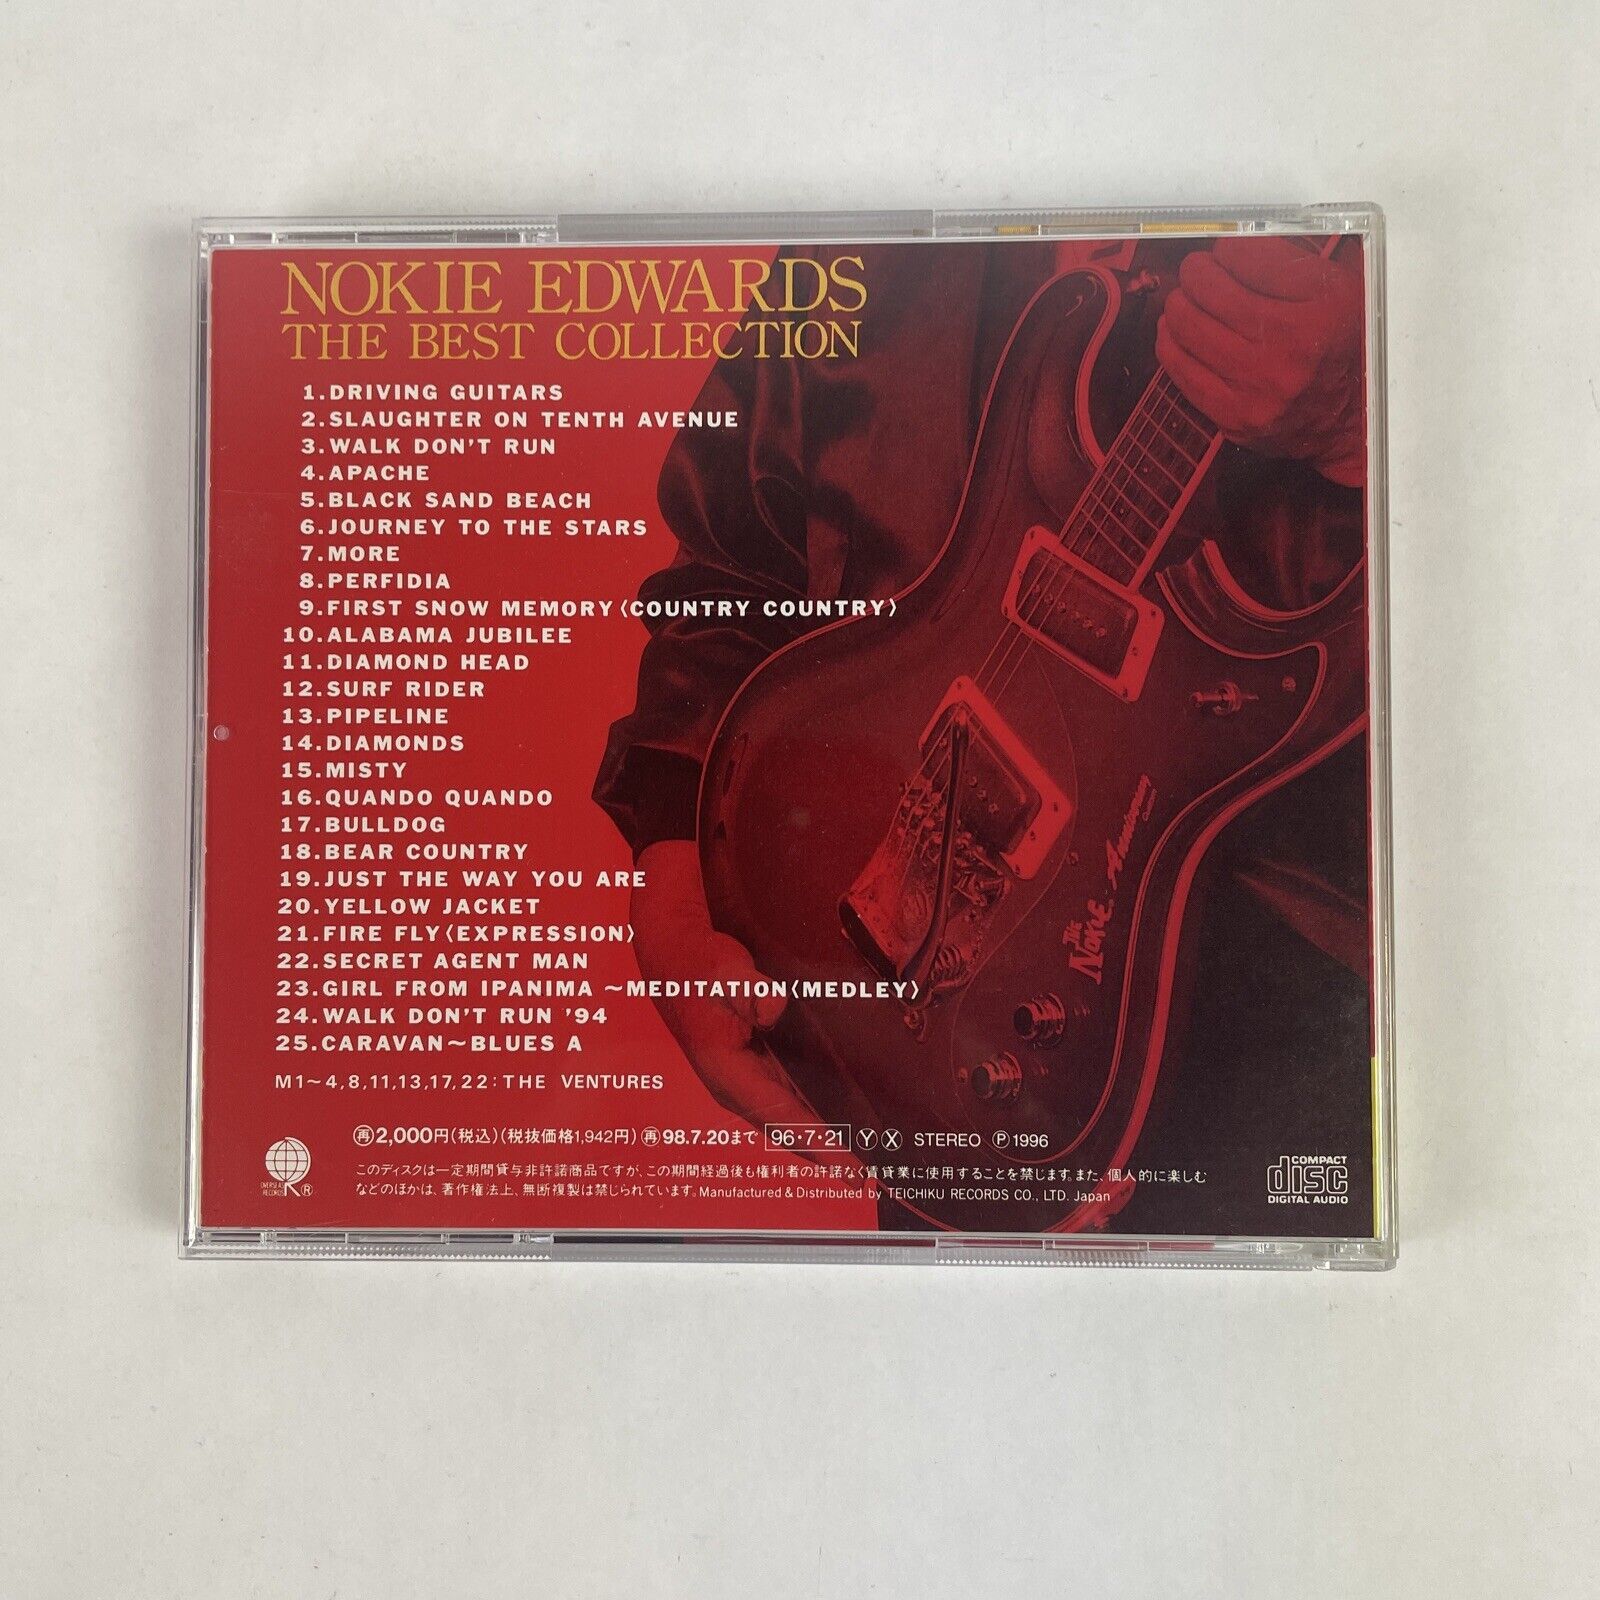 NOKIE EDWARDS
THE BEST COLLECTION
1.DRIVING GUITARS
2.SLAUGHTER ON TENTH AVENUE
3.WALK DON'T RUN
4.APACHE
5.BLACK SAND BEACH
6.JOURNEY TO THE STARS
7.MORE
8.PERFIDIA
9.FIRST SNOW MEMORY〈COUNTRY COUNTRY〉
10.ALABAMA JUBILEE
11.DIAMOND HEAD
12.SURF RIDER
13.PIPELINE
14.DIAMONDS
15.MISTY
16.QUANDO QUANDO
17.BULLDOG
18.BEAR COUNTRY
19.JUST THE WAY YOU ARE
20.YELLOW JACKET
21.FIRE FLY〈EXPRESSION〉
22.SECRET AGENT MAN
23.GIRL FROM IPANIMA ~MEDITATION〈MEDLEY〉
24.WALK DON'T RUN '94
25.CARAVAN~BLUES A
M1~4,8,11,13,17,22:THE VENTURES
The NOKIE
㊞2,000円(税込)(税抜価格1,942円)再98.7.20まで 96・7・21 Ⓨ Ⓧ STEREO Ⓟ1996
このディスクは一定期間貸与非許諾商品ですが、この期間経過後も権利者の許諾なく賃貸業に使用することを禁じます。また、個人的に楽しむ
などのほかは、著作権法上、無断複製は禁じられています。Manufactured & Distributed by TEICHIKU RECORDS CO., LTD. Japan
OVERSEAS
RECORDS ®
COMPACT
disc
DIGITAL AUDIO